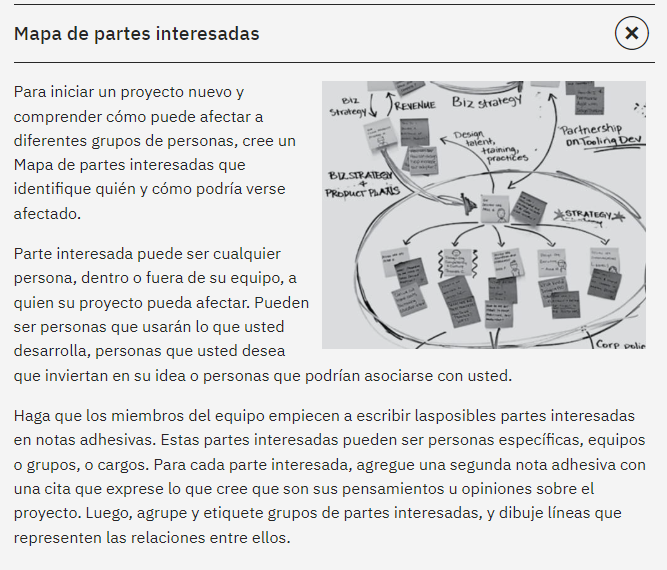 Mapa de partes interesadas
Para iniciar un proyecto nuevo y
comprender cómo puede afectar a
diferentes grupos de personas, cree un
Mapa de partes interesadas que
identifique quién y cómo podría verse
afectado.
Parte interesada puede ser cualquier
persona, dentro o fuera de su equipo, a
quien su proyecto pueda afectar. Pueden
ser personas que usarán lo que usted
desarrolla, personas que usted desea
que inviertan en su idea o personas que podrían asociarse con usted.
Haga que los miembros del equipo empiecen a escribir lasposibles partes interesadas
en notas adhesivas. Estas partes interesadas pueden ser personas específicas, equipos
o grupos, o cargos. Para cada parte interesada, agregue una segunda nota adhesiva con
una cita que exprese lo que cree que son sus pensamientos u opiniones sobre el
proyecto. Luego, agrupe y etiquete grupos de partes interesadas, y dibuje líneas que
representen las relaciones entre ellos.
Biz
Strategy
REVENUE
Biz strategy
Design
talent,
training,
practices
Partnership
on Tooling Dev
BIZ STRATEGY
+
PRODUCT PLANS
STRATEGY
Corp polic